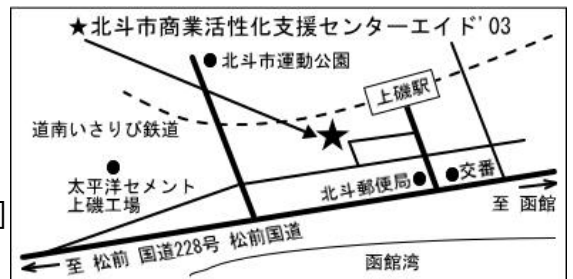 ★北斗市商業活性化支援センターエイド'03
北斗市運動公園
上磯駅
道南いさりび鉄道
太平洋セメント
上磯工場
北斗郵便局
交番
至 函館
至 松前 国道228号 松前国道
函館湾